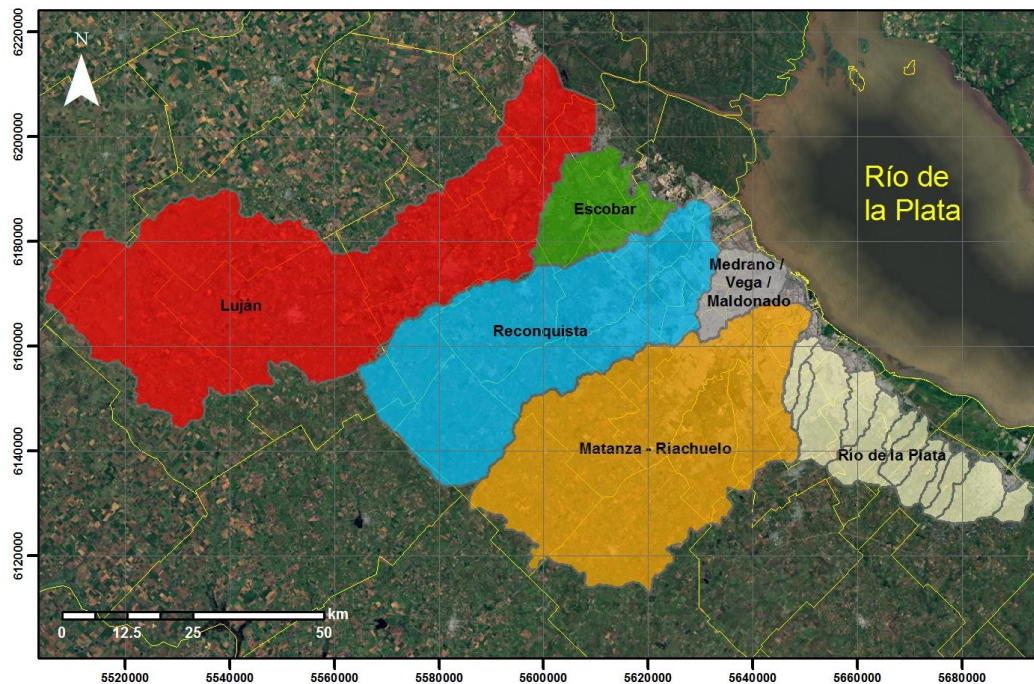 6220000
6200000
6180000
6160000
6140000
6120000
N
Río de
la Plata
Escobar
Medrano /
Vega /
Maldonado
Luján
Reconquista
Matanza - Riachuelo
Río de la Plata
km
0 12.5 25 50
5520000 5540000 5560000 5580000 5600000 5620000 5640000 5660000 5680000